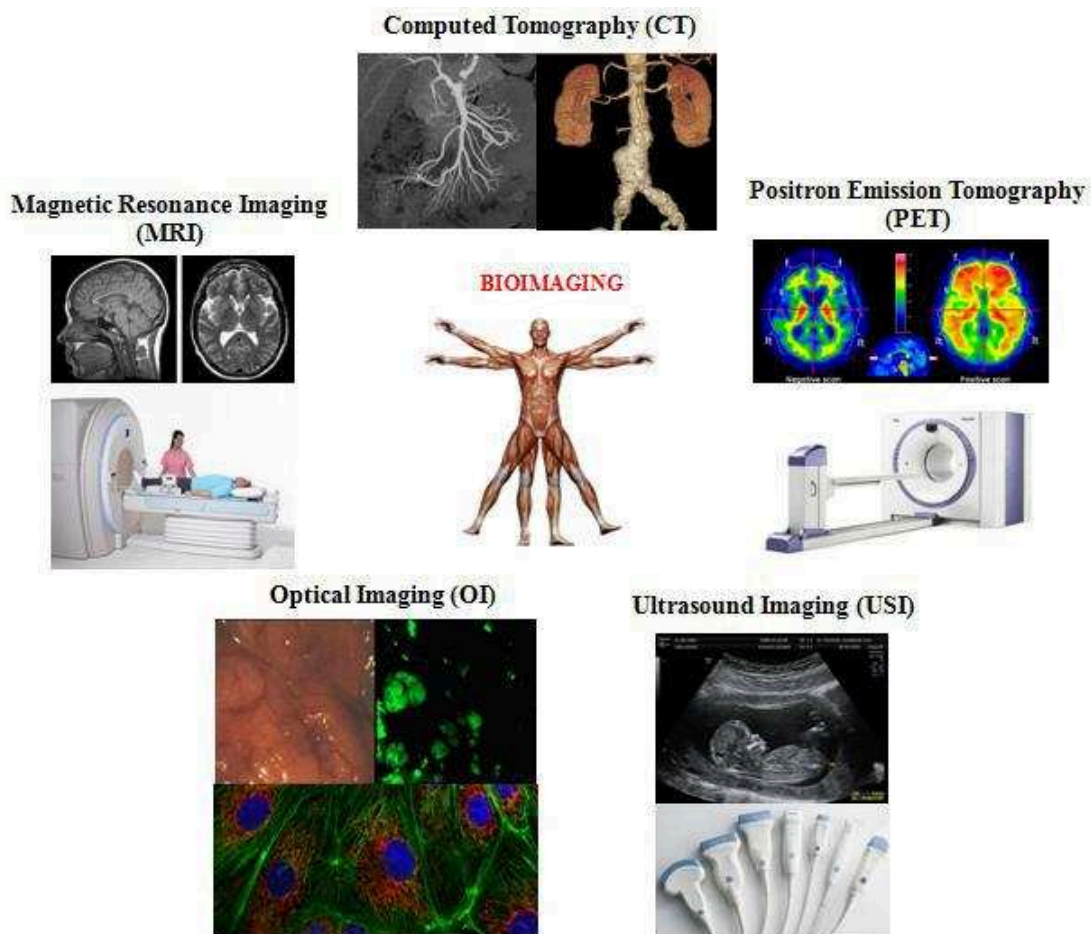 Computed Tomography (CT)
Magnetic Resonance Imaging
(MRI)
Positron Emission Tomography
(PET)
BIOIMAGING
Negative scan
Positive scan
Optical Imaging (OI)
Ultrasound Imaging (USI)